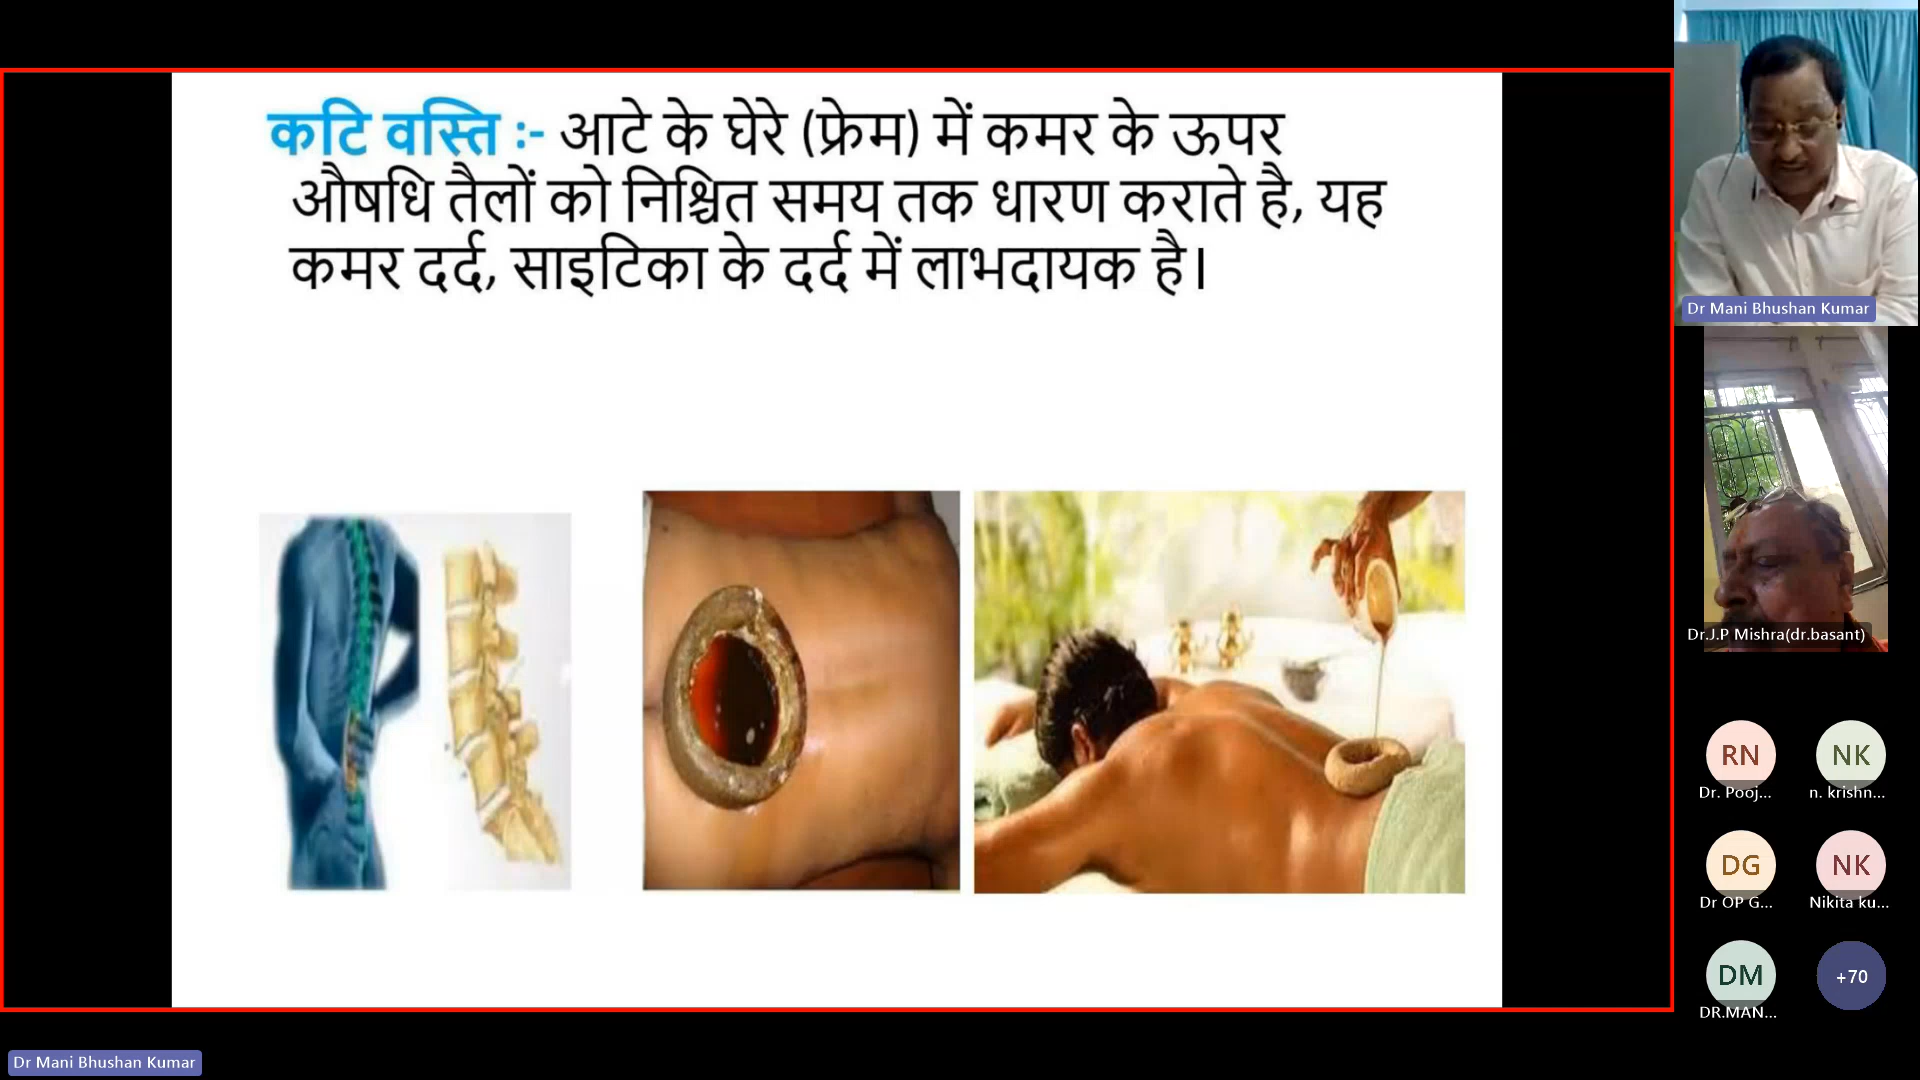 कटि वस्ति :- आटे के घेरे (फ्रेम) में कमर के ऊपर
औषधि तैलों को निश्चित समय तक धारण कराते है, यह
कमर दर्द, साइटिका के दर्द में लाभदायक है।
Dr Mani Bhushan Kumar
Dr.J.P Mishra(dr.basant)
RN
Dr. Pooj...
NK
n. krishn...
DG
Dr OP G...
NK
Nikita ku...
DM
DR.MAN...
+70
Dr Mani Bhushan Kumar